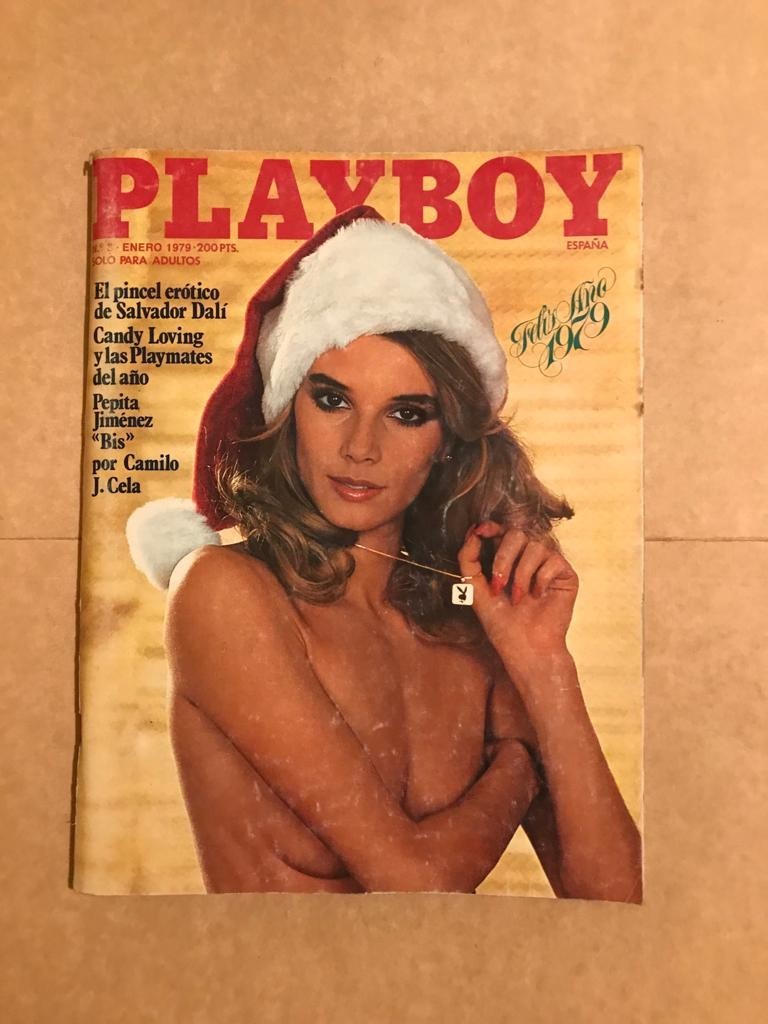 PLAYBOY
ENERO 1979 · 200 PTS.
SOLO PARA ADULTOS
ESPAÑA
El pincel erótico
de Salvador Dalí
Candy Loving
y las Playmates
del año
Pepita
Jiménez
"Bis"
por Camilo
J. Cela
Feliz Año
1979